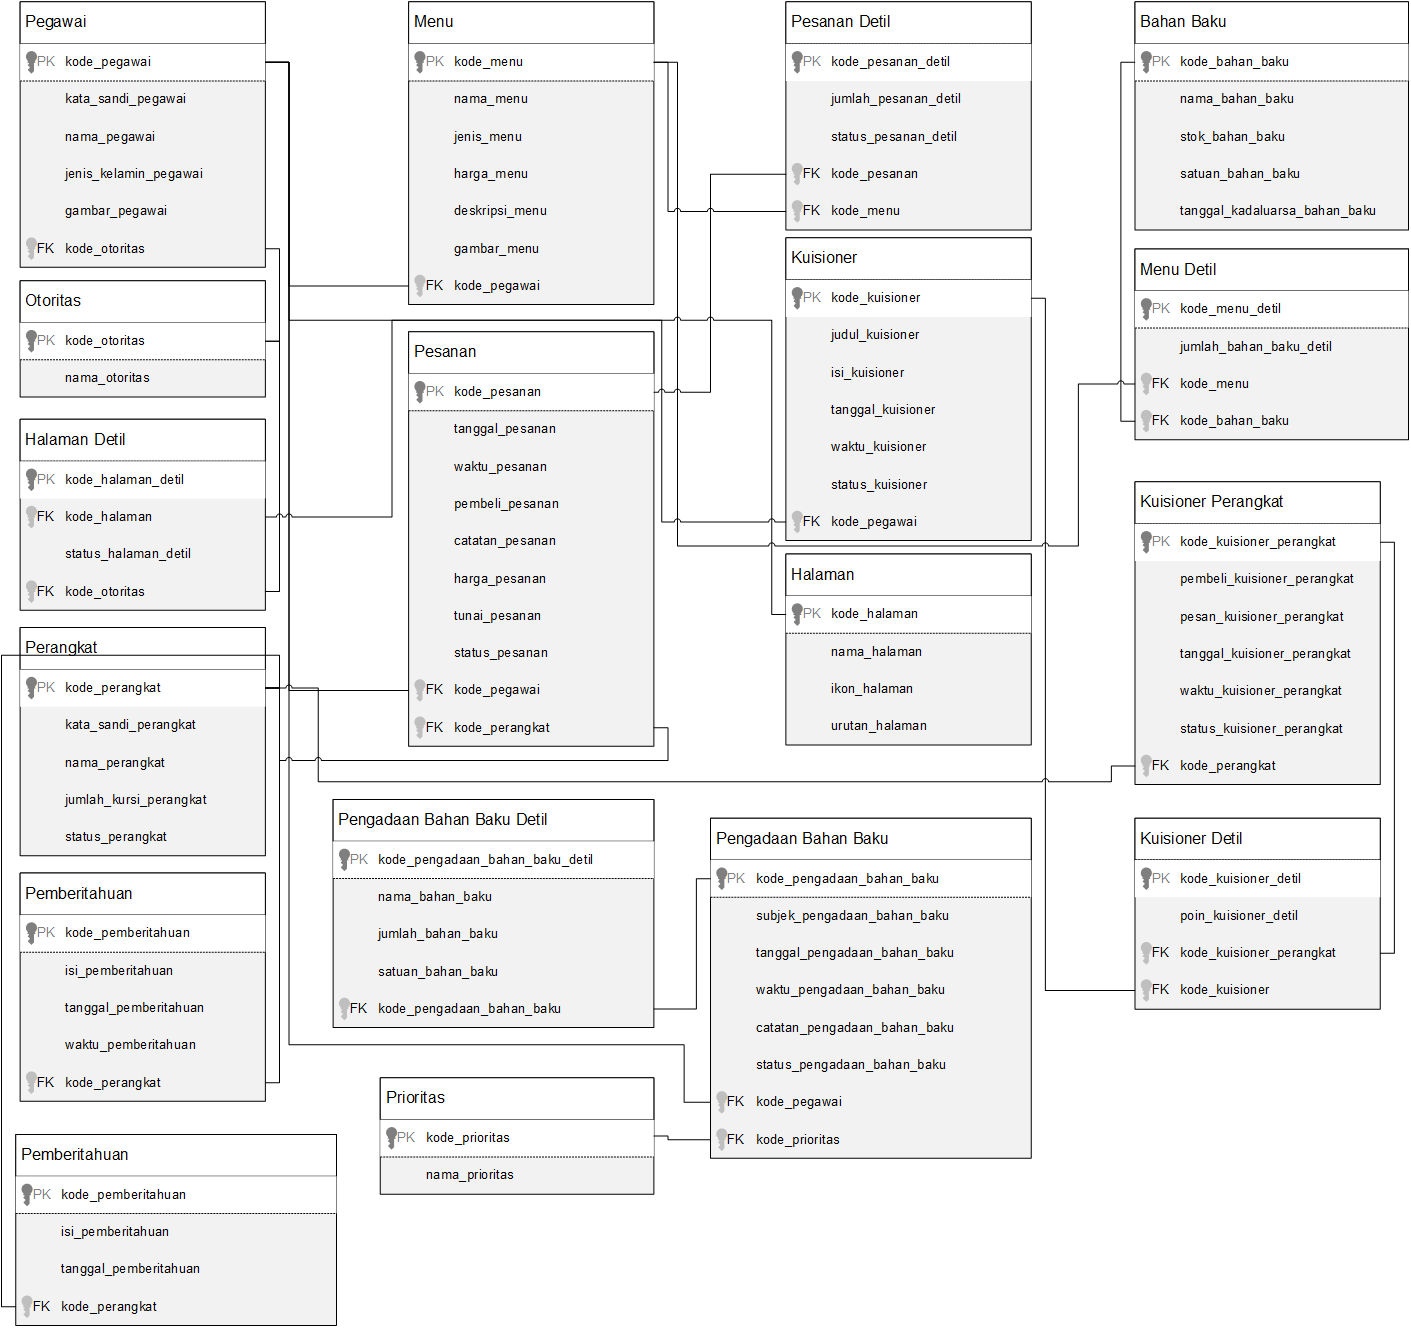 Pegawai
PK kode_pegawai
kata_sandi_pegawai
nama_pegawai
jenis_kelamin_pegawai
gambar_pegawai
FK kode_otoritas
Otoritas
PK kode_otoritas
nama_otoritas
Halaman Detil
PK kode_halaman_detil
FK kode_halaman
status_halaman_detil
FK kode_otoritas
Perangkat
PK kode_perangkat
kata_sandi_perangkat
nama_perangkat
jumlah_kursi_perangkat
status_perangkat
Pemberitahuan
PK kode_pemberitahuan
isi_pemberitahuan
tanggal_pemberitahuan
waktu_pemberitahuan
FK kode_perangkat
Pemberitahuan
PK kode_pemberitahuan
isi_pemberitahuan
tanggal_pemberitahuan
FK kode_perangkat
Menu
PK kode_menu
nama_menu
jenis_menu
harga_menu
deskripsi_menu
gambar_menu
FK kode_pegawai
Pesanan
PK kode_pesanan
tanggal_pesanan
waktu_pesanan
pembeli_pesanan
catatan_pesanan
harga_pesanan
tunai_pesanan
status_pesanan
FK kode_pegawai
FK kode_perangkat
Pengadaan Bahan Baku Detil
PK kode_pengadaan_bahan_baku_detil
nama_bahan_baku
jumlah_bahan_baku
satuan_bahan_baku
FK kode_pengadaan_bahan_baku
Prioritas
PK kode_prioritas
nama_prioritas
Pesanan Detil
PK kode_pesanan_detil
jumlah_pesanan_detil
status_pesanan_detil
FK kode_pesanan
FK kode_menu
Kuisioner
PK kode_kuisioner
judul_kuisioner
isi_kuisioner
tanggal_kuisioner
waktu_kuisioner
status_kuisioner
FK kode_pegawai
Halaman
PK kode_halaman
nama_halaman
ikon_halaman
urutan_halaman
Pengadaan Bahan Baku
PK kode_pengadaan_bahan_baku
subjek_pengadaan_bahan_baku
tanggal_pengadaan_bahan_baku
waktu_pengadaan_bahan_baku
catatan_pengadaan_bahan_baku
status_pengadaan_bahan_baku
FK kode_pegawai
FK kode_prioritas
Bahan Baku
PK kode_bahan_baku
nama_bahan_baku
stok_bahan_baku
satuan_bahan_baku
tanggal_kadaluarsa_bahan_baku
Menu Detil
PK kode_menu_detil
jumlah_bahan_baku_detil
FK kode_menu
FK kode_bahan_baku
Kuisioner Perangkat
PK kode_kuisioner_perangkat
pembeli_kuisioner_perangkat
pesan_kuisioner_perangkat
tanggal_kuisioner_perangkat
waktu_kuisioner_perangkat
status_kuisioner_perangkat
FK kode_perangkat
Kuisioner Detil
PK kode_kuisioner_detil
poin_kuisioner_detil
FK kode_kuisioner_perangkat
FK kode_kuisioner